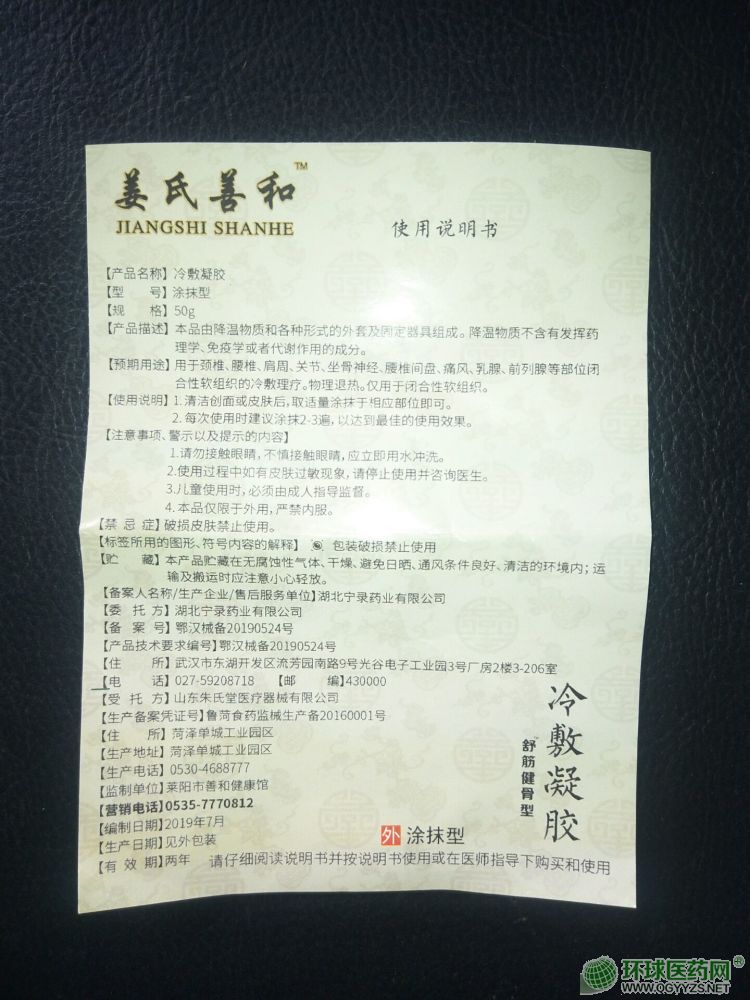 姜氏善和™
JIANGSHI SHANHE
使用说明书
【产品名称】冷敷凝胶
【型 号】涂抹型
【规 格】50g
【产品描述】本品由降温物质和各种形式的外套及固定器具组成。降温物质不含有发挥药
理学、免疫学或者代谢作用的成分。
【预期用途】用于颈椎、腰椎、肩周、关节、坐骨神经、腰椎间盘、痛风、乳腺、前列腺等部位闭
合性软组织的冷敷理疗。物理退热。仅用于闭合性软组织。
【使用说明】1.清洁创面或皮肤后,取适量涂抹于相应部位即可。
2.每次使用时建议涂抹2-3遍,以达到最佳的使用效果。
【注意事项、警示以及提示的内容】
1.请勿接触眼睛,不慎接触眼睛,应立即用水冲洗。
2.使用过程中如有皮肤过敏现象,请停止使用并咨询医生。
3.儿童使用时,必须由成人指导监督。
4.本品仅限于外用,严禁内服。
【禁 忌 症】破损皮肤禁止使用。
【标签所用的图形、符号内容的解释】 包装破损禁止使用
【贮 藏】本产品贮藏在无腐蚀性气体、干燥、避免日晒、通风条件良好、清洁的环境内;运
输及搬运时应注意小心轻放。
【备案人名称/生产企业/售后服务单位】湖北宁录药业有限公司
【委 托 方】湖北宁录药业有限公司
【备 案 号】鄂汉械备20190524号
【产品技术要求编号】鄂汉械备20190524号
【住 所】武汉市东湖开发区流芳园南路9号光谷电子工业园3号厂房2楼3-206室
【电 话】027-59208718 【邮 编】430000
【受 托 方】山东朱氏堂医疗器械有限公司
【生产备案凭证号】鲁菏食药监械生产备20160001号
【住 所】菏泽单城工业园区
【生产地址】菏泽单城工业园区
【生产电话】0530-4688777
【监制单位】莱阳市善和健康馆
【营销电话】0535-7770812
【编制日期】2019年7月
【生产日期】见外包装
【有 效 期】两年 请仔细阅读说明书并按说明书使用或在医师指导下购买和使用
外 涂抹型
冷敷凝胶
舒筋健骨型
环球医药网®
WWW.QGYYZS.NET